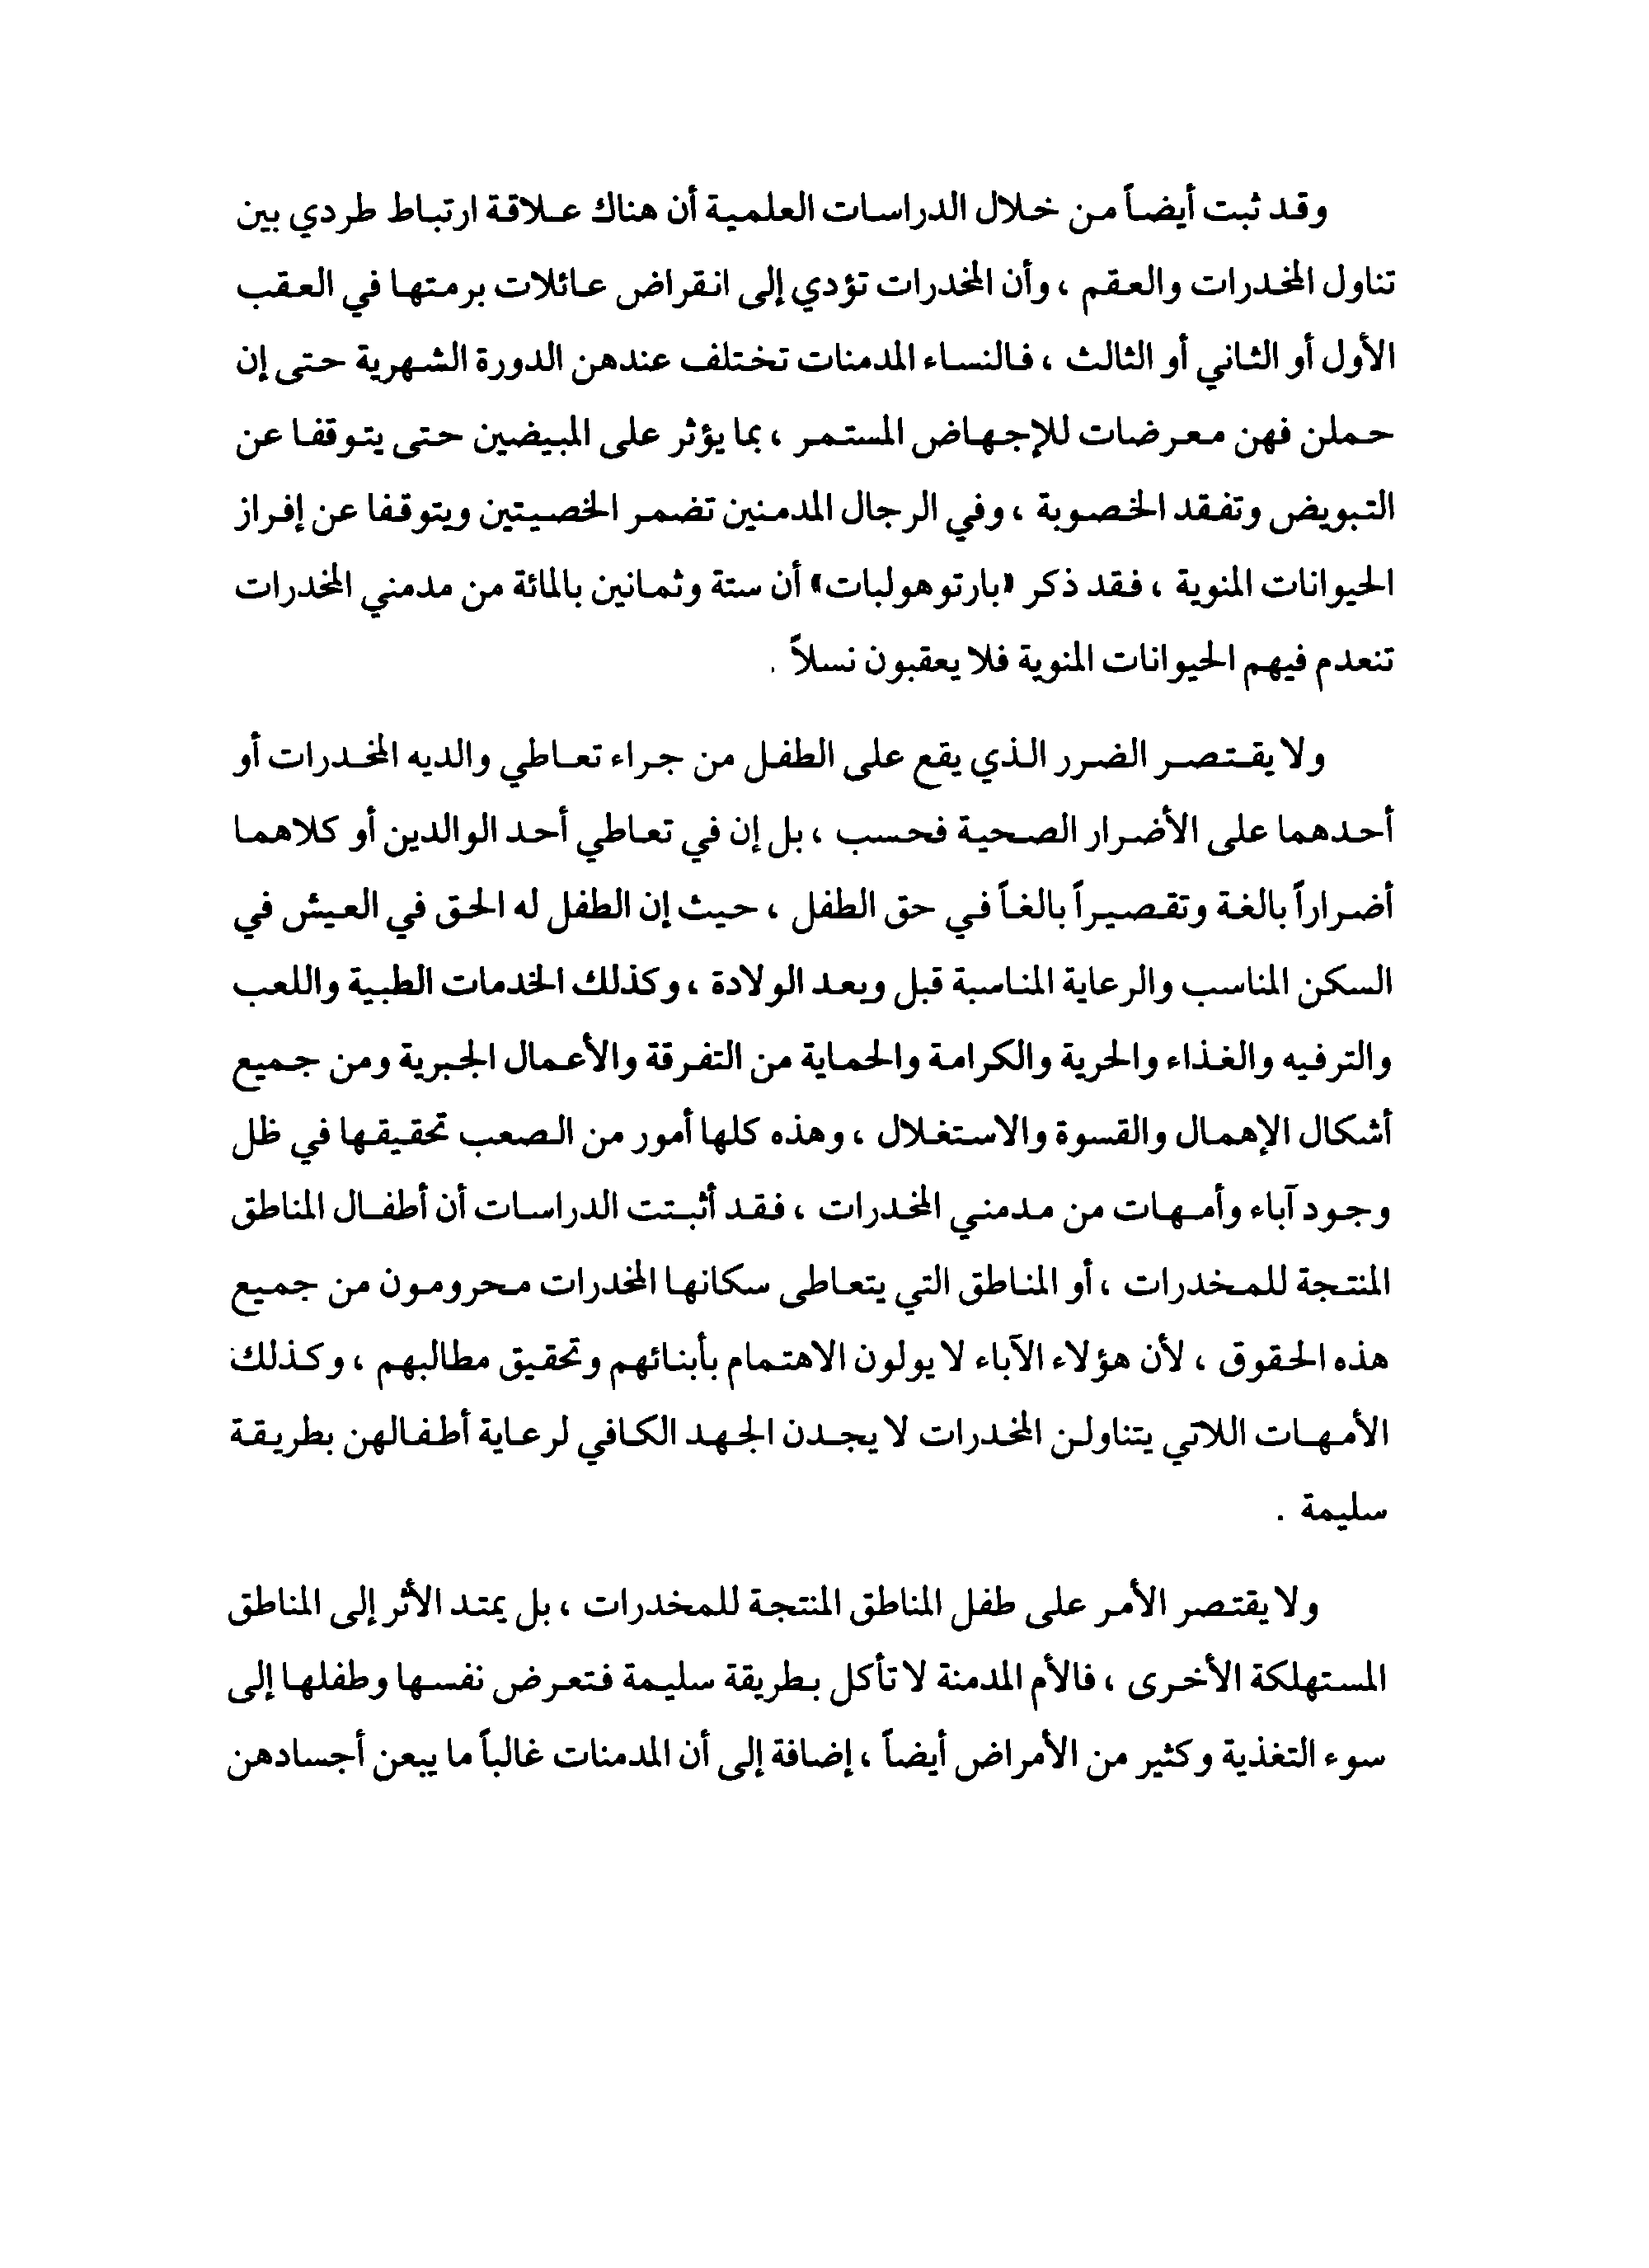 وقد ثبت أيضاً من خلال الدراسات العلمية أن هناك علاقة ارتباط طردي بين
تناول المخدرات والعقم ، وأن المخدرات تؤدي إلى انقراض عائلات برمتها في العقب
الأول أو الثاني أو الثالث ، فالنساء المدمنات تختلف عندهن الدورة الشهرية حتى إن
حملن فهن معرضات للإجهاض المستمر ، بما يؤثر على المبيضين حتى يتوقفا عن
التبويض وتفقد الخصوبة ، وفي الرجال المدمنين تضمر الخصيتين ويتوقفا عن إفراز
الحيوانات المنوية ، فقد ذكر «بارتوهولبات» أن ستة وثمانين بالمائة من مدمني المخدرات
تنعدم فيهم الحيوانات المنوية فلا يعقبون نسلاً .
ولا يقتصر الضرر الذي يقع على الطفل من جراء تعاطي والديه المخدرات أو
أحدهما على الأضرار الصحية فحسب ، بل إن في تعاطي أحد الوالدين أو كلاهما
أضراراً بالغة وتقصيراً بالغاً في حق الطفل ، حيث إن الطفل له الحق في العيش في
السكن المناسب والرعاية المناسبة قبل وبعد الولادة ، وكذلك الخدمات الطبية واللعب
والترفيه والغذاء والحرية والكرامة والحماية من التفرقة والأعمال الجبرية ومن جميع
أشكال الإهمال والقسوة والاستغلال ، وهذه كلها أمور من الصعب تحقيقها في ظل
وجود آباء وأمهات من مدمني المخدرات ، فقد أثبتت الدراسات أن أطفال المناطق
المنتجة للمخدرات ، أو المناطق التي يتعاطى سكانها المخدرات محرومون من جميع
هذه الحقوق ، لأن هؤلاء الآباء لا يولون الاهتمام بأبنائهم وتحقيق مطالبهم ، وكذلك
الأمهات اللاتي يتناولن المخدرات لا يجدن الجهد الكافي لرعاية أطفالهن بطريقة
سليمة .
ولا يقتصر الأمر على طفل المناطق المنتجة للمخدرات ، بل يمتد الأثر إلى المناطق
المستهلكة الأخرى ، فالأم المدمنة لا تأكل بطريقة سليمة فتعرض نفسها وطفلها إلى
سوء التغذية وكثير من الأمراض أيضاً ، إضافة إلى أن المدمنات غالباً ما يبعن أجسادهن